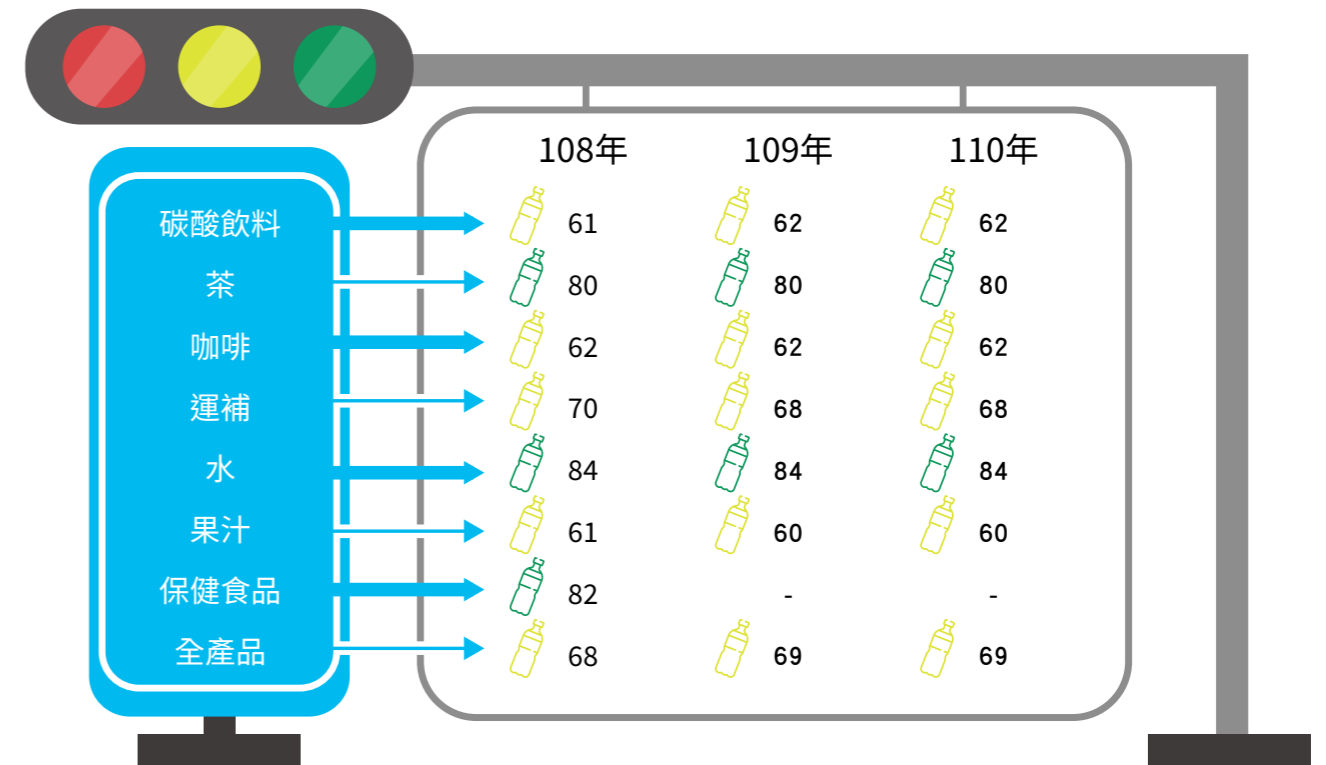 108年 109年 110年
碳酸飲料 61 62 62
茶 80 80 80
咖啡 62 62 62
運補 70 68 68
水 84 84 84
果汁 61 60 60
保健食品 82 - -
全產品 68 69 69